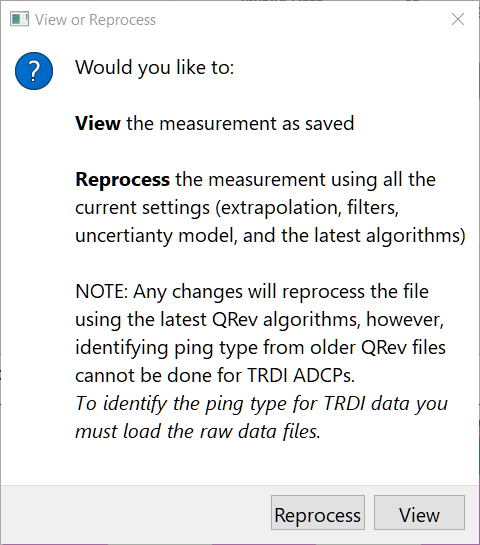 View or Reprocess
?
Would you like to:
View the measurement as saved
Reprocess the measurement using all the
current settings (extrapolation, filters,
uncertianty model, and the latest algorithms)
NOTE: Any changes will reprocess the file
using the latest QRev algorithms, however,
identifying ping type from older QRev files
cannot be done for TRDI ADCPs.
To identify the ping type for TRDI data you
must load the raw data files.
Reprocess
View